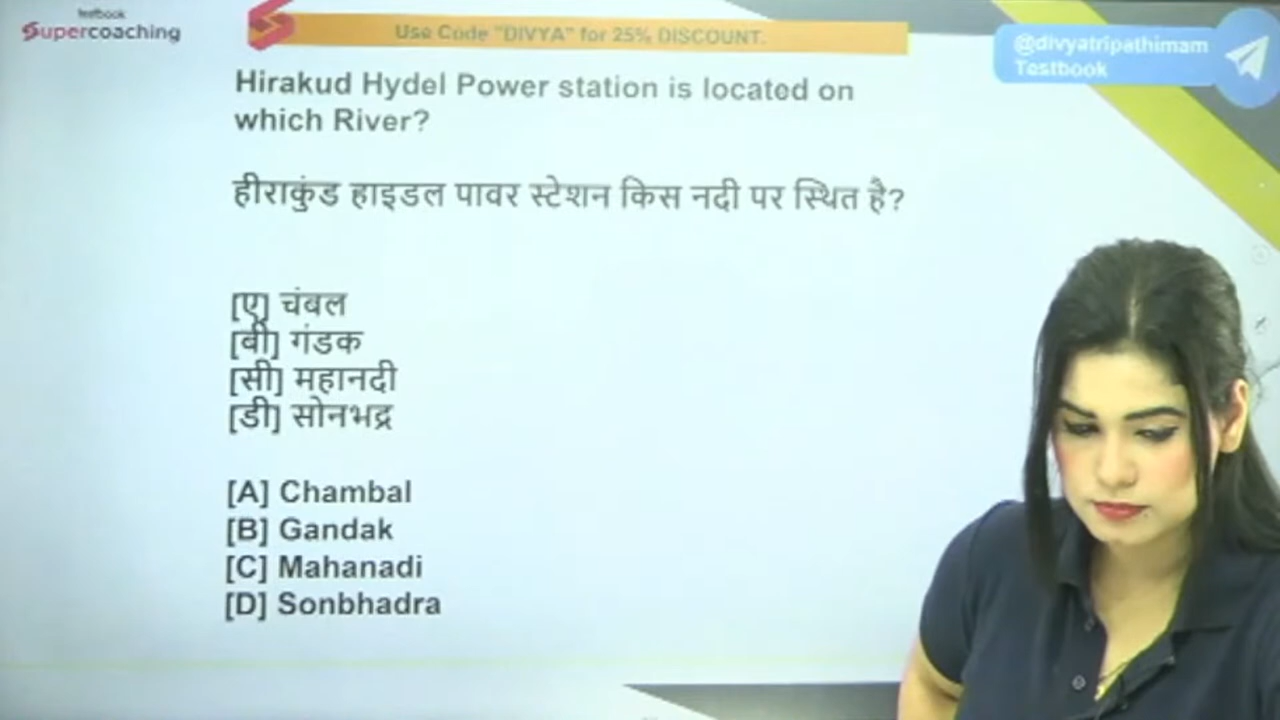 testbook
Supercoaching
Use Code "DIVYA" for 25% DISCOUNT.
@divyatripathimam
Testbook
Hirakud Hydel Power station is located on
which River?
हीराकुंड हाइडल पावर स्टेशन किस नदी पर स्थित है?
[ए] चंबल
[बी] गंडक
[सी] महानदी
[डी] सोनभद्र
[A] Chambal
[B] Gandak
[C] Mahanadi
[D] Sonbhadra